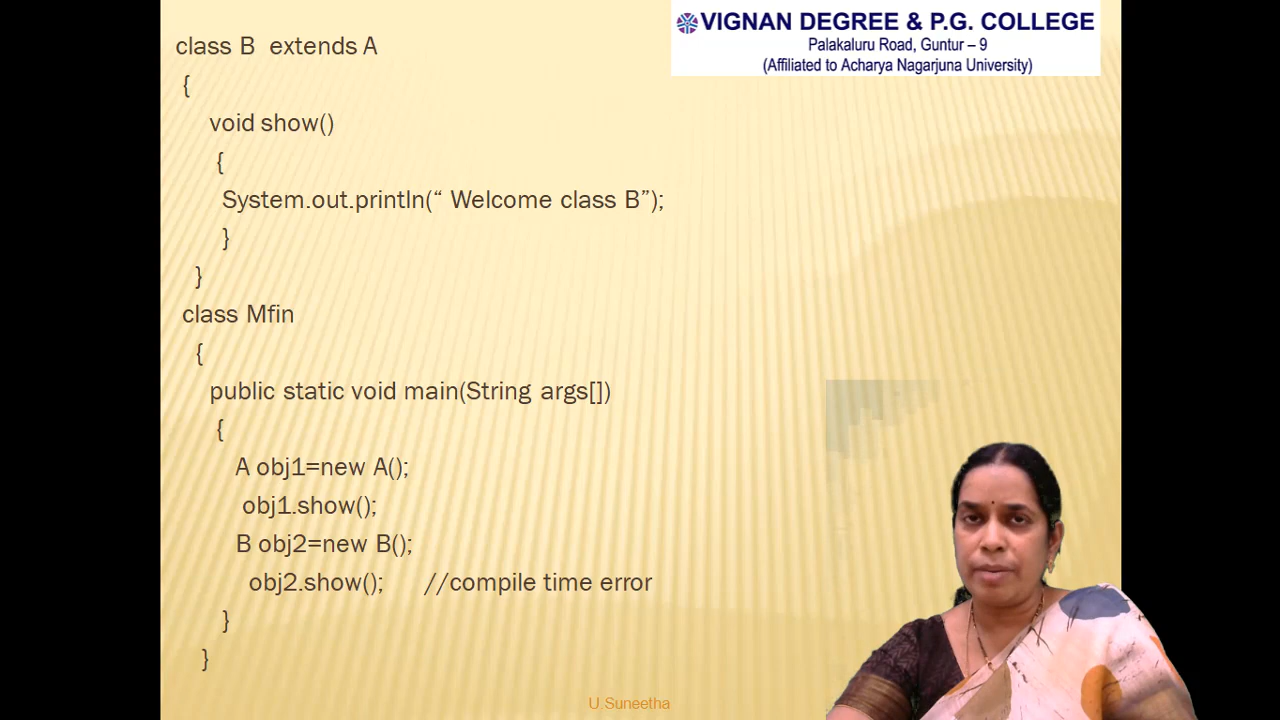 VIGNAN DEGREE & P.G. COLLEGE
Palakaluru Road, Guntur – 9
(Affiliated to Acharya Nagarjuna University)
class B  extends A
{
void show()
{
System.out.println(“ Welcome class B”);
}
}
class Mfin
{
public static void main(String args[])
{
A obj1=new A();
obj1.show();
B obj2=new B();
obj2.show();     //compile time error
}
}
U.Suneetha